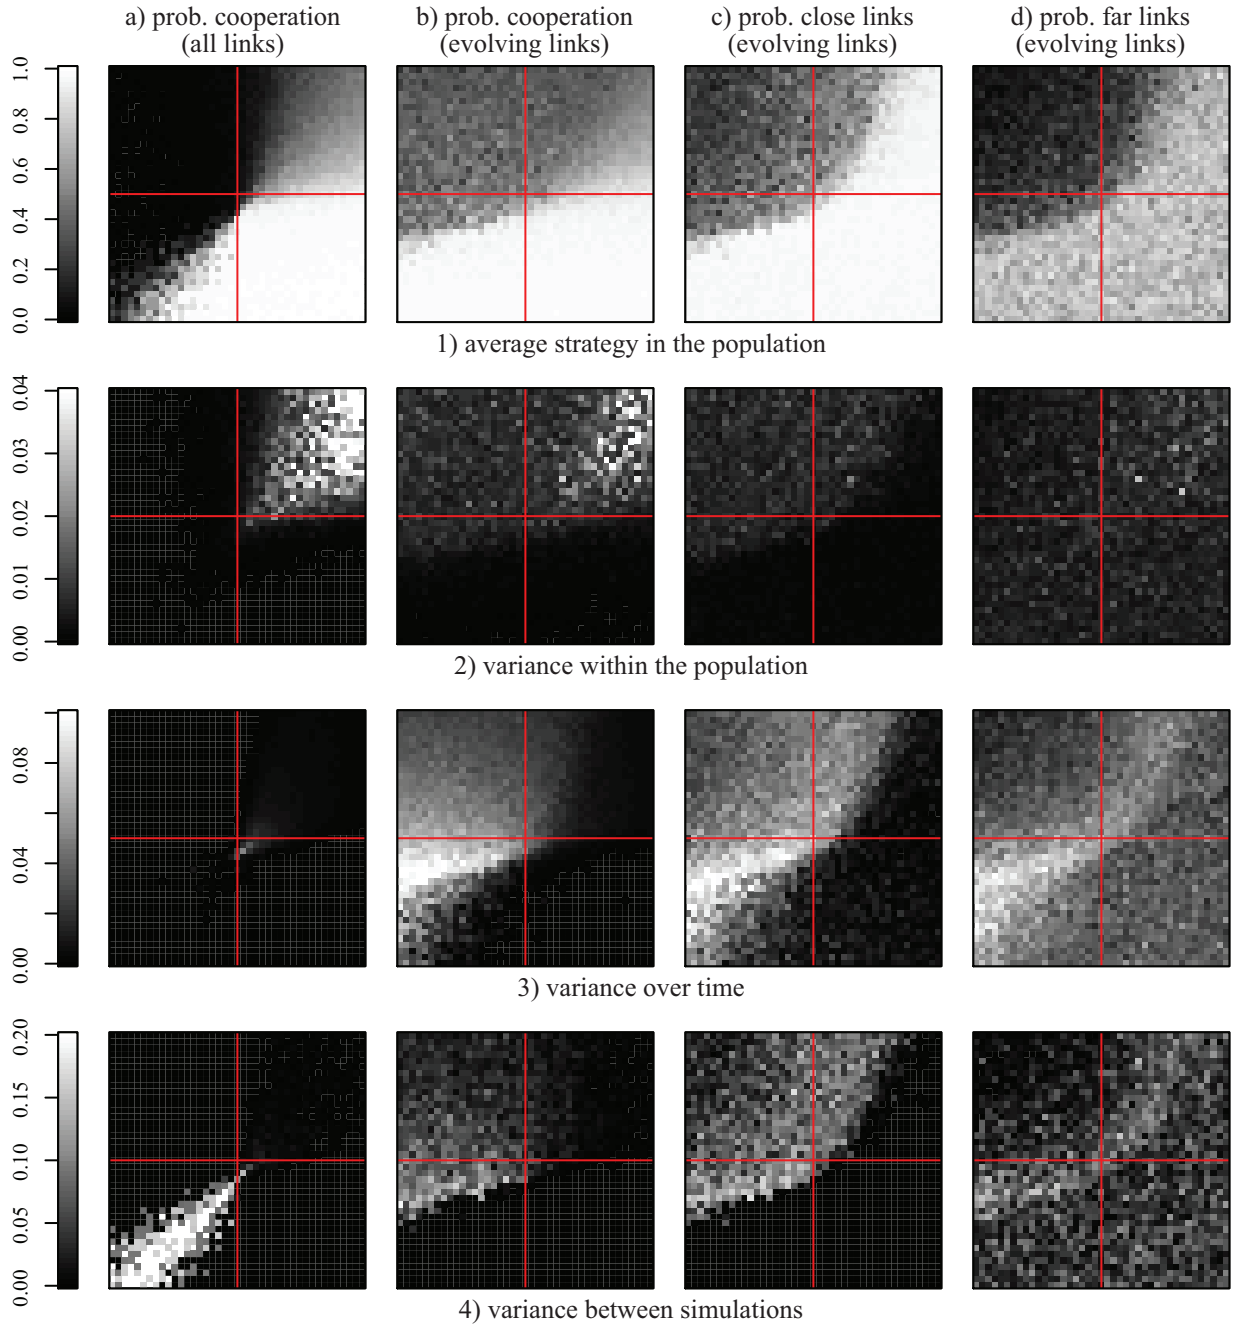 a) prob. cooperation
(all links)
b) prob. cooperation
(evolving links)
c) prob. close links
(evolving links)
d) prob. far links
(evolving links)
1.0
0.8
0.6
0.4
0.2
0.0
1) average strategy in the population
0.04
0.03
0.02
0.01
0.00
2) variance within the population
0.08
0.04
0.00
3) variance over time
0.20
0.15
0.10
0.05
0.00
4) variance between simulations